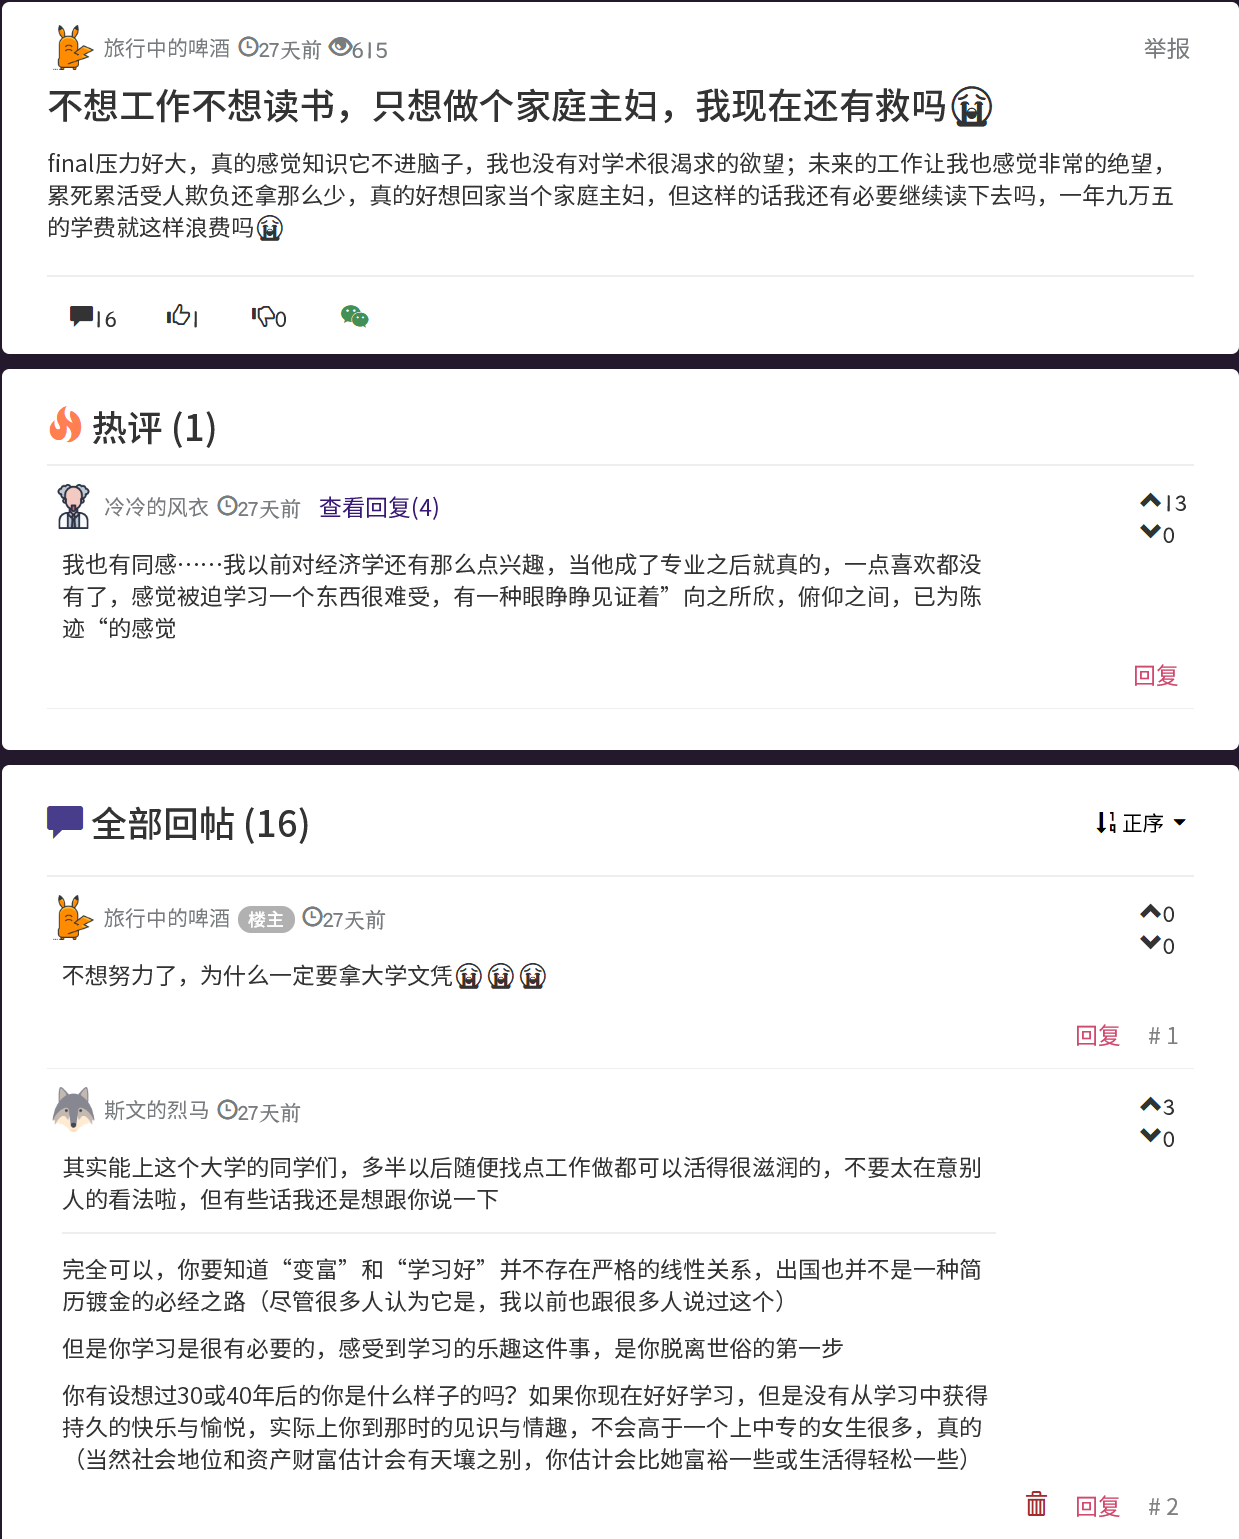 旅行中的啤酒 27天前 615 举报
不想工作不想读书，只想做个家庭主妇，我现在还有救吗😭
final压力好大，真的感觉知识它不进脑子，我也没有对学术很渴求的欲望；未来的工作让我也感觉非常的绝望，
累死累活受人欺负还拿那么少，真的好想回家当个家庭主妇，但这样的话我还有必要继续读下去吗，一年九万五
的学费就这样浪费吗😭
16 1 0
热评 (1)
冷冷的风衣 27天前 查看回复(4) 13
0
我也有同感……我以前对经济学还有那么点兴趣，当他成了专业之后就真的，一点喜欢都没
有了，感觉被迫学习一个东西很难受，有一种眼睁睁见证着”向之所欣，俯仰之间，已为陈
迹“的感觉
回复
全部回帖 (16) 正序
旅行中的啤酒 楼主 27天前 0
0
不想努力了，为什么一定要拿大学文凭😭😭😭
回复 # 1
斯文的烈马 27天前 3
0
其实能上这个大学的同学们，多半以后随便找点工作做都可以活得很滋润的，不要太在意别
人的看法啦，但有些话我还是想跟你说一下
完全可以，你要知道“变富”和“学习好”并不存在严格的线性关系，出国也并不是一种简
历镀金的必经之路（尽管很多人认为它是，我以前也跟很多人说过这个）
但是你学习是很有必要的，感受到学习的乐趣这件事，是你脱离世俗的第一步
你有设想过30或40年后的你是什么样子的吗？如果你现在好好学习，但是没有从学习中获得
持久的快乐与愉悦，实际上你到那时的见识与情趣，不会高于一个上中专的女生很多，真的
（当然社会地位和资产财富估计会有天壤之别，你估计会比她富裕一些或生活得轻松一些）
回复 # 2